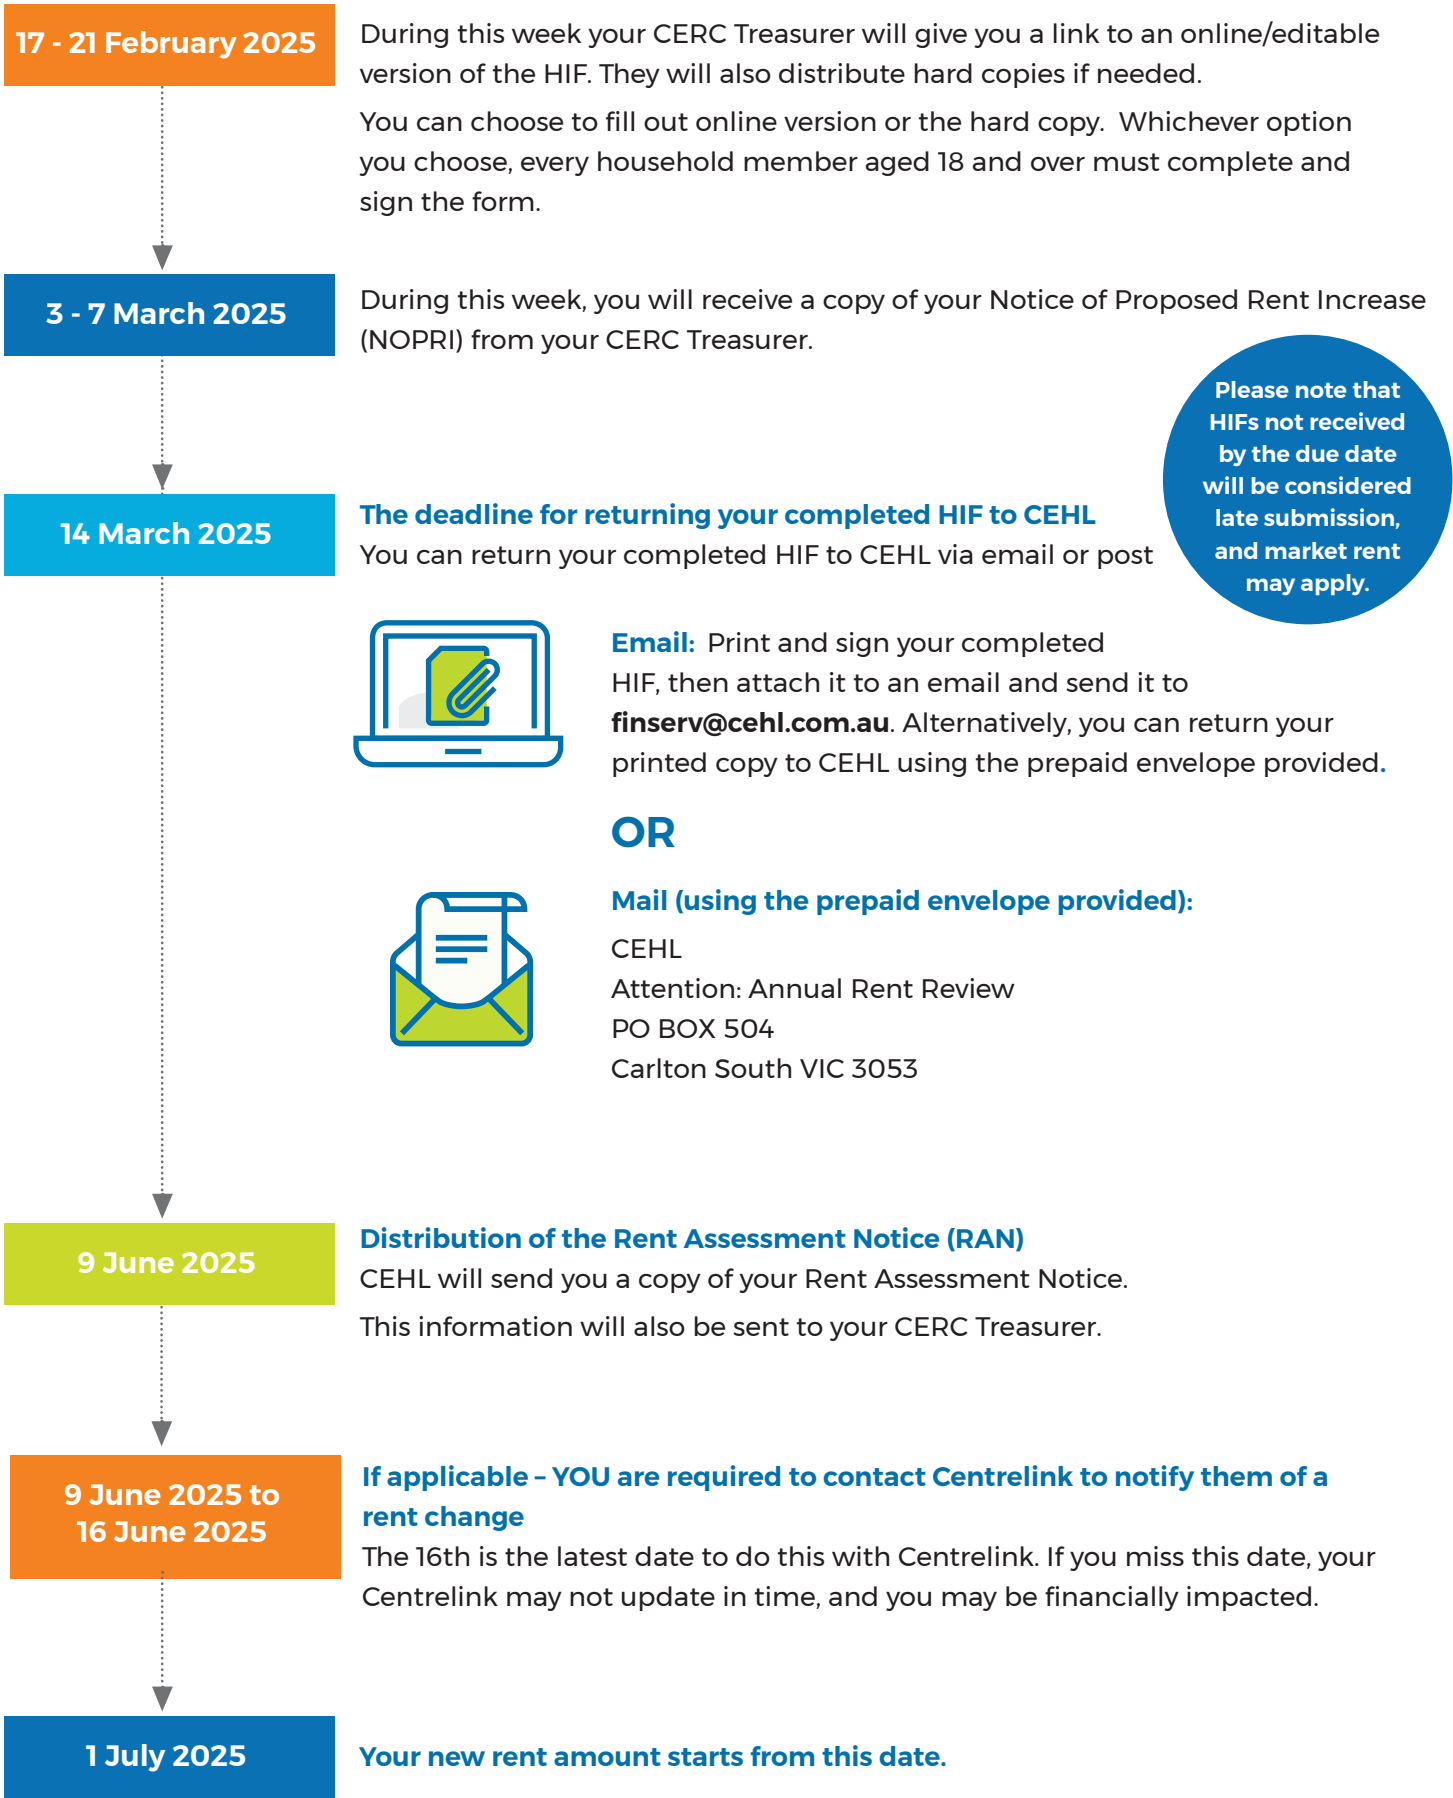 17 - 21 February 2025
During this week your CERC Treasurer will give you a link to an online/editable
version of the HIF. They will also distribute hard copies if needed.
You can choose to fill out online version or the hard copy.  Whichever option
you choose, every household member aged 18 and over must complete and
sign the form.
3 - 7 March 2025
During this week, you will receive a copy of your Notice of Proposed Rent Increase
(NOPRI) from your CERC Treasurer.
Please note that
HIFs not received
by the due date
will be considered
late submission,
and market rent
may apply.
14 March 2025
The deadline for returning your completed HIF to CEHL
You can return your completed HIF to CEHL via email or post
Email:  Print and sign your completed
HIF, then attach it to an email and send it to
finserv@cehl.com.au. Alternatively, you can return your
printed copy to CEHL using the prepaid envelope provided.
OR
Mail (using the prepaid envelope provided):
CEHL
Attention: Annual Rent Review
PO BOX 504
Carlton South VIC 3053
9 June 2025
Distribution of the Rent Assessment Notice (RAN)
CEHL will send you a copy of your Rent Assessment Notice.
This information will also be sent to your CERC Treasurer.
9 June 2025 to
16 June 2025
If applicable – YOU are required to contact Centrelink to notify them of a
rent change
The 16th is the latest date to do this with Centrelink. If you miss this date, your
Centrelink may not update in time, and you may be financially impacted.
1 July 2025
Your new rent amount starts from this date.